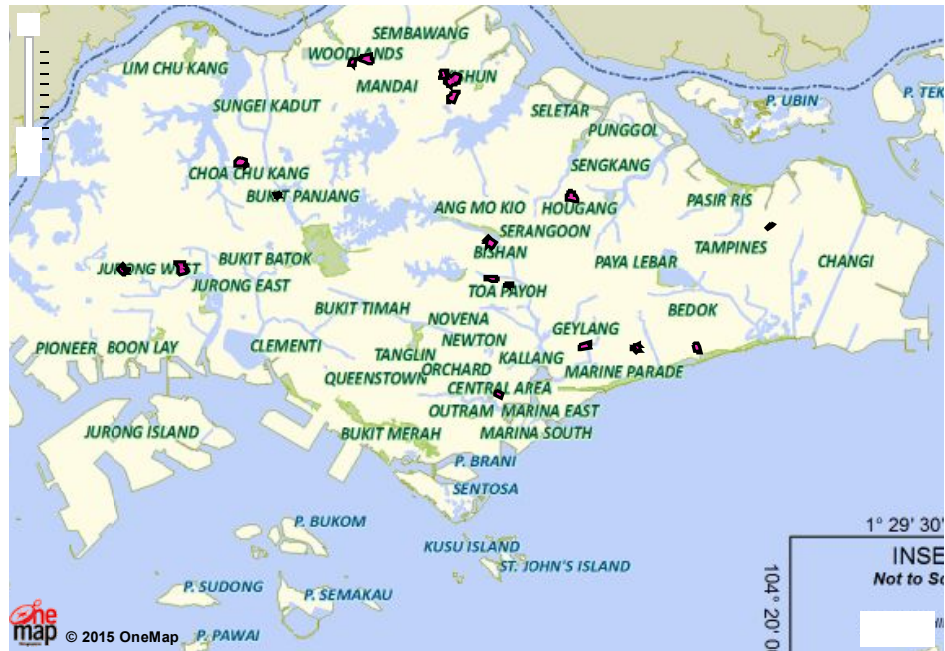 SEMBAWANG
WOODLANDS
LIM CHU KANG
MANDAI
SUNGEI KADUT
SELETAR
P. UBIN
P. TEK
PUNGGOL
SENGKANG
CHOA CHU KANG
BUKIT PANJANG
ANG MO KIO
HOUGANG
PASIR RIS
SERANGOON
BISHAN
TAMPINES
JURONG WEST
BUKIT BATOK
PAYA LEBAR
CHANGI
JURONG EAST
TOA PAYOH
BUKIT TIMAH
NOVENA
BEDOK
GEYLANG
NEWTON
PIONEER
BOON LAY
CLEMENTI
TANGLIN
KALLANG
ORCHARD
MARINE PARADE
QUEENSTOWN
CENTRAL AREA
OUTRAM
MARINA EAST
JURONG ISLAND
BUKIT MERAH
MARINA SOUTH
P. BRANI
SENTOSA
P. BUKOM
1° 29' 30'
KUSU ISLAND
INSE
ST. JOHN'S ISLAND
Not to Sc
P. SUDONG
P. SEMAKAU
104° 20' 0
One
map © 2015 OneMap
P. PAWAI